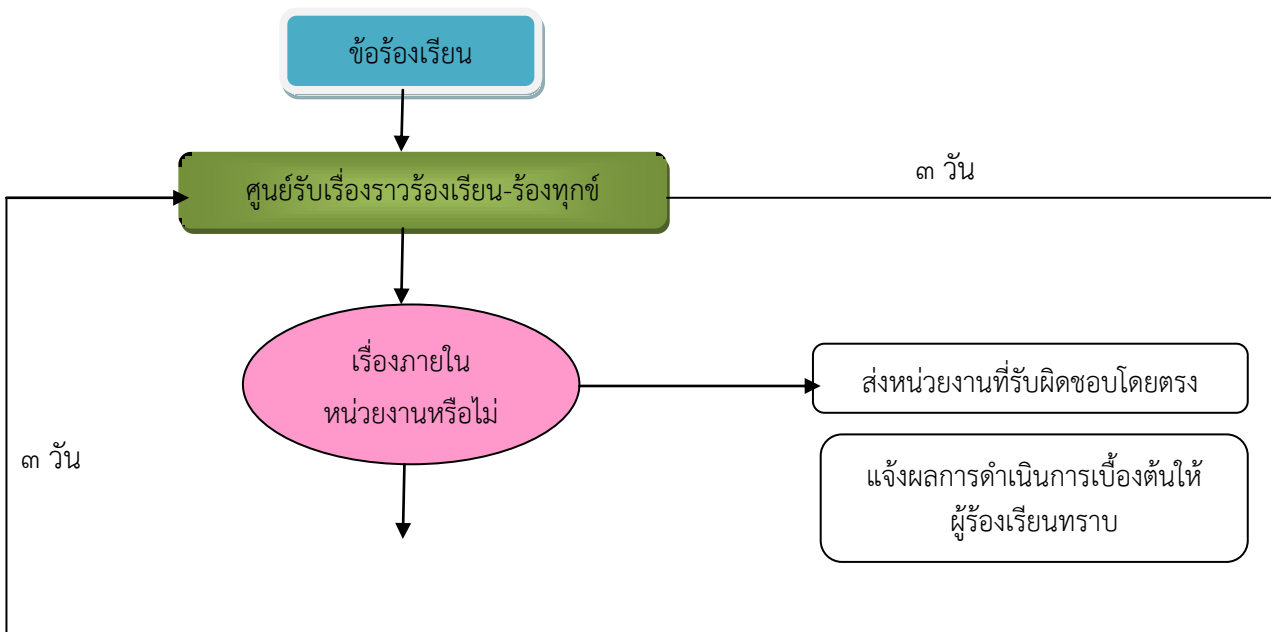 ข้อร้องเรียน
๓ วัน
ศูนย์รับเรื่องราวร้องเรียน-ร้องทุกข์
เรื่องภายใน
หน่วยงานหรือไม่
ส่งหน่วยงานที่รับผิดชอบโดยตรง
๓ วัน
แจ้งผลการดำเนินการเบื้องต้นให้
ผู้ร้องเรียนทราบ